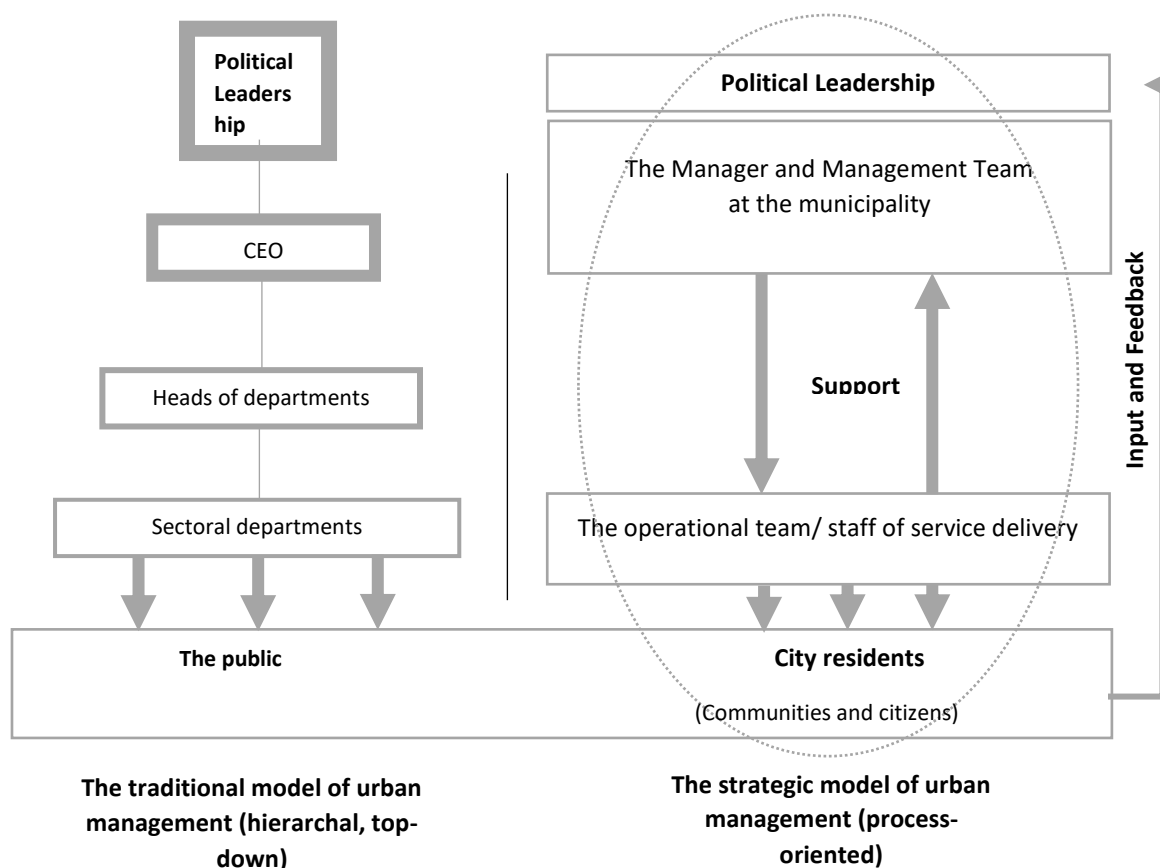 Political
Leaders
hip
CEO
Heads of departments
Sectoral departments
The public
The traditional model of urban
management (hierarchal, top-
down)
Political Leadership
The Manager and Management Team
at the municipality
Support
The operational team/ staff of service delivery
City residents
(Communities and citizens)
The strategic model of urban
management (process-
oriented)
Input and Feedback